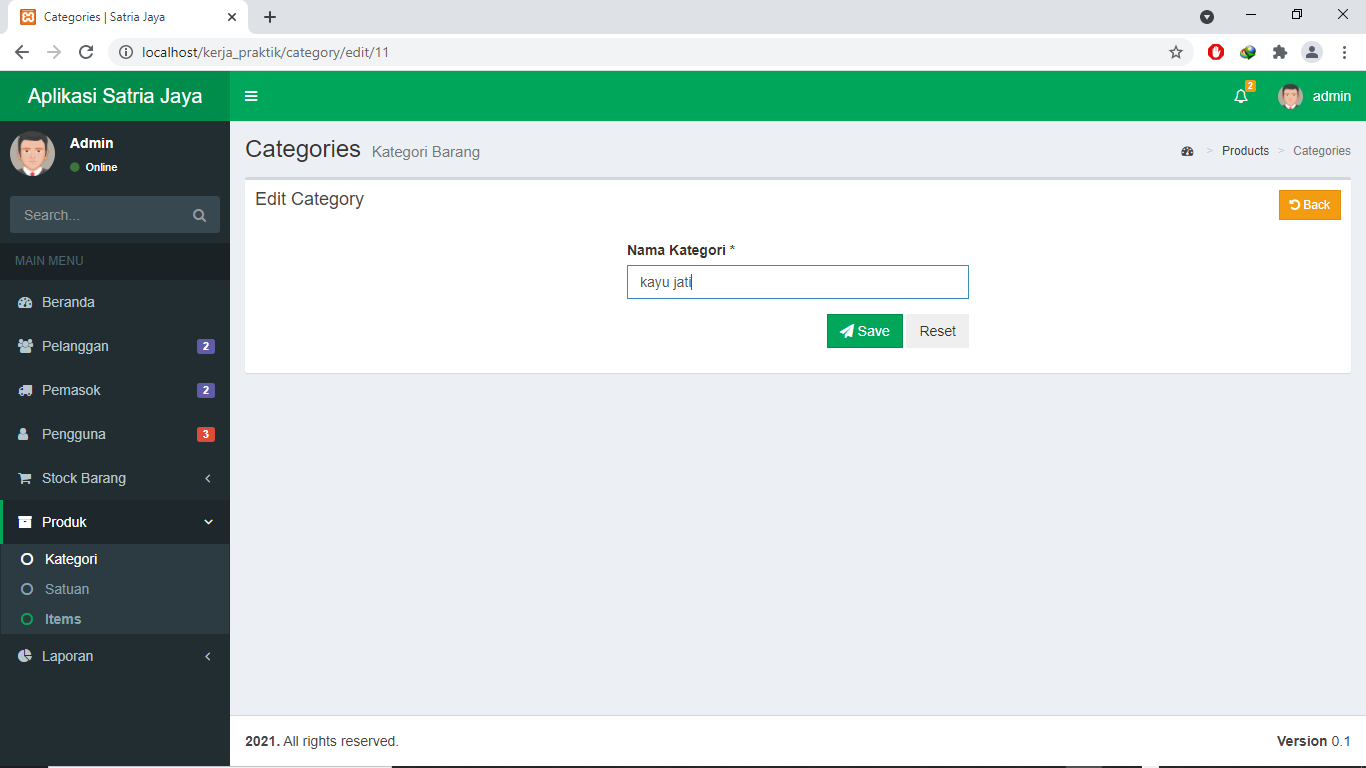 Categories | Satria Jaya
localhost/kerja_praktik/category/edit/11
Aplikasi Satria Jaya
2
admin
Admin
Online
Search...
MAIN MENU
Beranda
Pelanggan 2
Pemasok 2
Pengguna 3
Stock Barang
Produk
Kategori
Satuan
Items
Laporan
Categories Kategori Barang
> Products > Categories
Edit Category
Back
Nama Kategori *
kayu jati
Save Reset
2021. All rights reserved.
Version 0.1